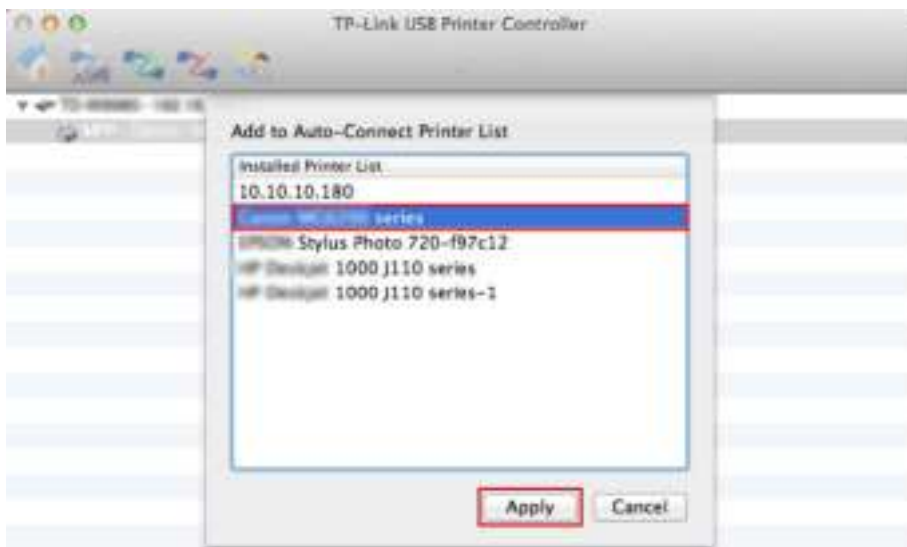 TP-Link USB Printer Controller
Add to Auto-Connect Printer List
Installed Printer List
10.10.10.180
series
Stylus Photo 720-f97c12
1000 J110 series
1000 J110 series-1
Apply Cancel